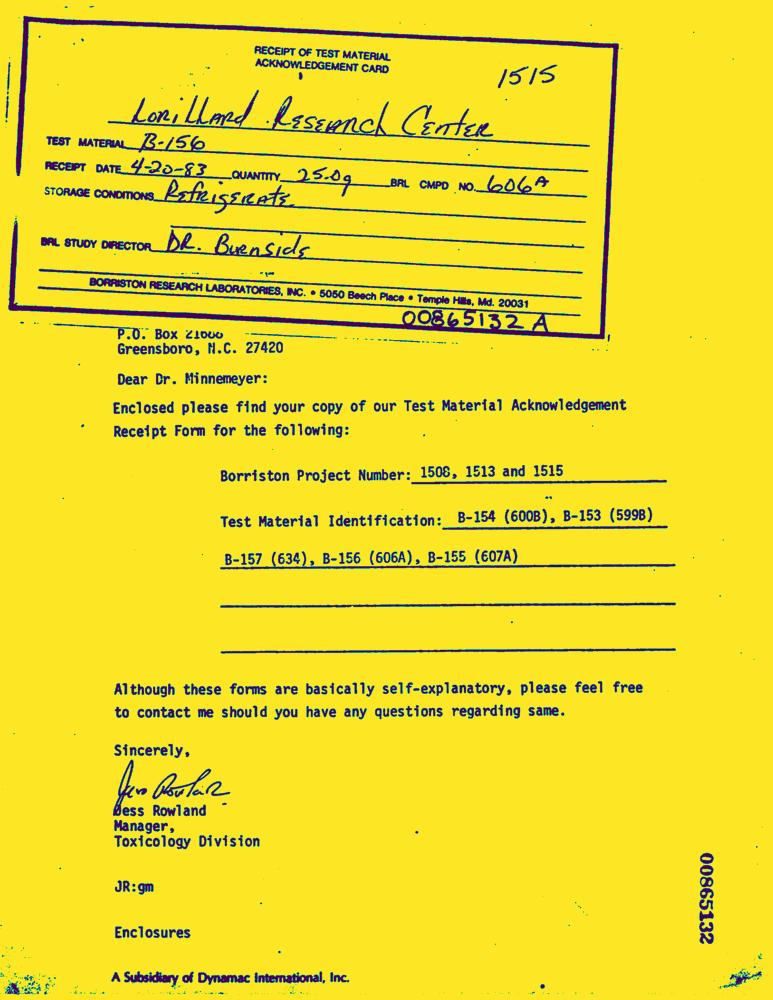 RECEIPT OF TEST MATERIAL
ACKNOWLEDGEMENT CARD
1515
Lorillard Research Center
TEST MATERIAL B-156
RECEIPT DATE 4-20-83 QUANTITY 25.0g BRL CMPD NO. 606A
STORAGE CONDITIONS Refrigerate
BRL STUDY DIRECTOR DR. Burnside
BORRISTON RESEARCH LABORATORIES, INC. • 5050 Beech Place • Temple Hills, Md. 20031
00865132 A
P.O. Box
Greensboro, N.C. 27420
Dear Dr. Minnemeyer:
Enclosed please find your copy of our Test Material Acknowledgement
Receipt Form for the following:
Borriston Project Number: 1508, 1513 and 1515
Test Material Identification: B-154 (600B), B-153 (599B)
B-157 (634), B-156 (606A), B-155 (607A)
Although these forms are basically self-explanatory, please feel free
to contact me should you have any questions regarding same.
Sincerely,
Jess Rowland
Manager,
Toxicology Division
JR:gm
Enclosures
00865132
A Subsidiary of Dynamac International, Inc.